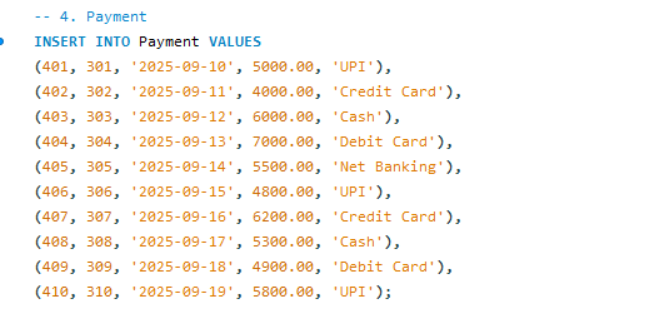 -- 4. Payment
INSERT INTO Payment VALUES
(401, 301, '2025-09-10', 5000.00, 'UPI'),
(402, 302, '2025-09-11', 4000.00, 'Credit Card'),
(403, 303, '2025-09-12', 6000.00, 'Cash'),
(404, 304, '2025-09-13', 7000.00, 'Debit Card'),
(405, 305, '2025-09-14', 5500.00, 'Net Banking'),
(406, 306, '2025-09-15', 4800.00, 'UPI'),
(407, 307, '2025-09-16', 6200.00, 'Credit Card'),
(408, 308, '2025-09-17', 5300.00, 'Cash'),
(409, 309, '2025-09-18', 4900.00, 'Debit Card'),
(410, 310, '2025-09-19', 5800.00, 'UPI');